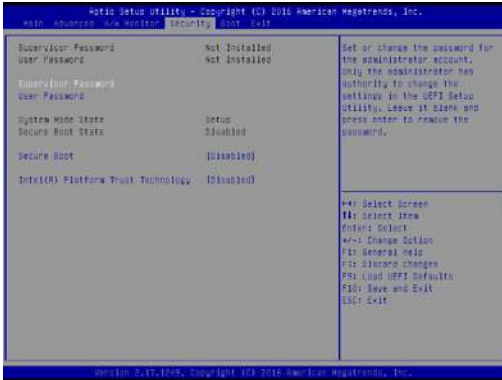 Aptio Setup Utility - Copyright (C) 2016 American Megatrends, Inc.
Main Advanced H/W Monitor Security Boot Exit
Supervisor Password Not Installed
User Password Not Installed
Supervisor Password
User Password
System Mode State Setup
Secure Boot State Disabled
Secure Boot [Disabled]
Intel(R) Platform Trust Technology [Disabled]
Set or change the password for
the administrator account.
Only the administrator has
authority to change the
settings in the UEFI Setup
Utility. Leave it blank and
press enter to remove the
password.
→←: Select Screen
↑↓: Select Item
Enter: Select
+/-: Change Option
F1: General Help
F7: Discard Changes
F9: Load UEFI Defaults
F10: Save and Exit
ESC: Exit
Version 2.17.1249. Copyright (C) 2016 American Megatrends, Inc.